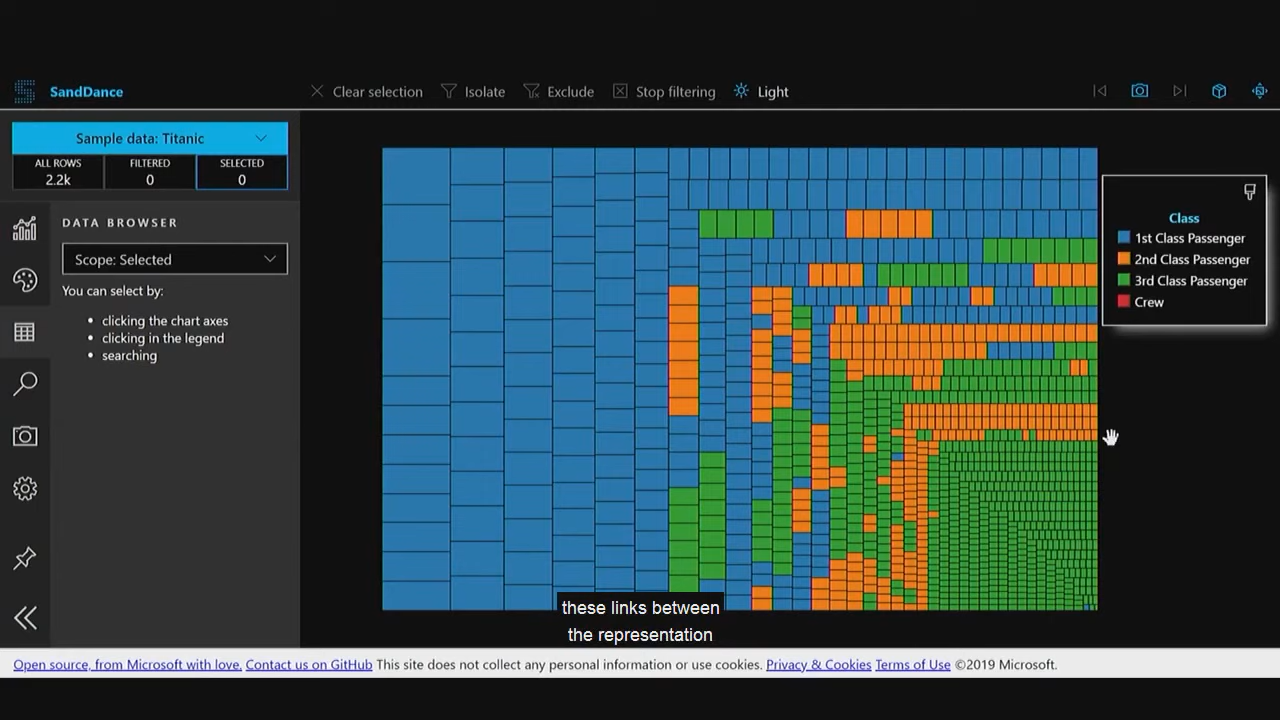 SandDance
Clear selection
Isolate
Exclude
Stop filtering
Light
Sample data: Titanic
ALL ROWS
2.2k
FILTERED
0
SELECTED
0
DATA BROWSER
Scope: Selected
You can select by:
• clicking the chart axes
• clicking in the legend
• searching
Class
1st Class Passenger
2nd Class Passenger
3rd Class Passenger
Crew
these links between
the representation
Open source, from Microsoft with love. Contact us on GitHub This site does not collect any personal information or use cookies. Privacy & Cookies Terms of Use ©2019 Microsoft.